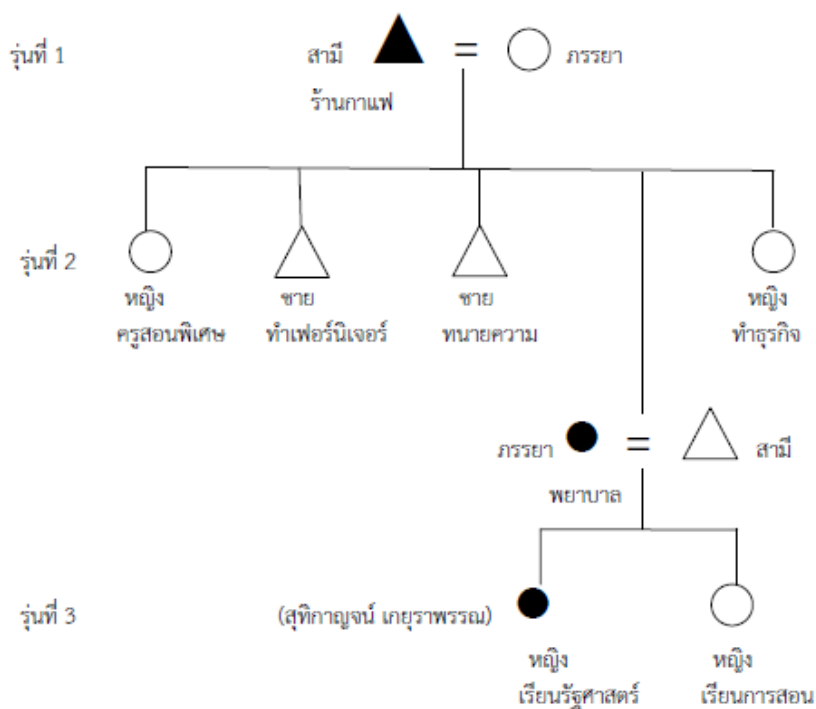 รุ่นที่ 1
สามี = ภรรยา
ร้านกาแฟ
รุ่นที่ 2
หญิง ชาย ชาย หญิง
ครูสอนพิเศษ ทำเฟอร์นิเจอร์ ทนายความ ทำธุรกิจ
ภรรยา = สามี
พยาบาล
รุ่นที่ 3 (สุทิกาญจน์ เกยุราพรรณ)
หญิง หญิง
เรียนรัฐศาสตร์ เรียนการสอน